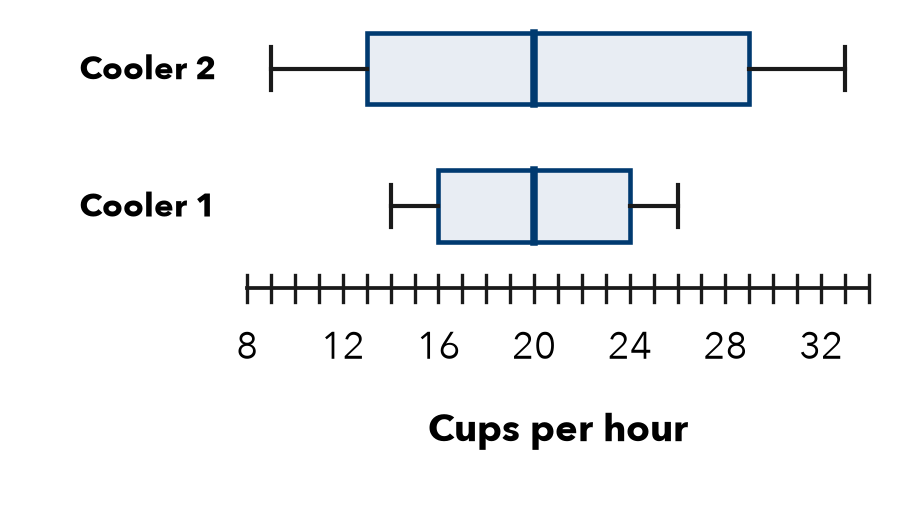 Cooler 2
Cooler 1
8 12 16 20 24 28 32
Cups per hour